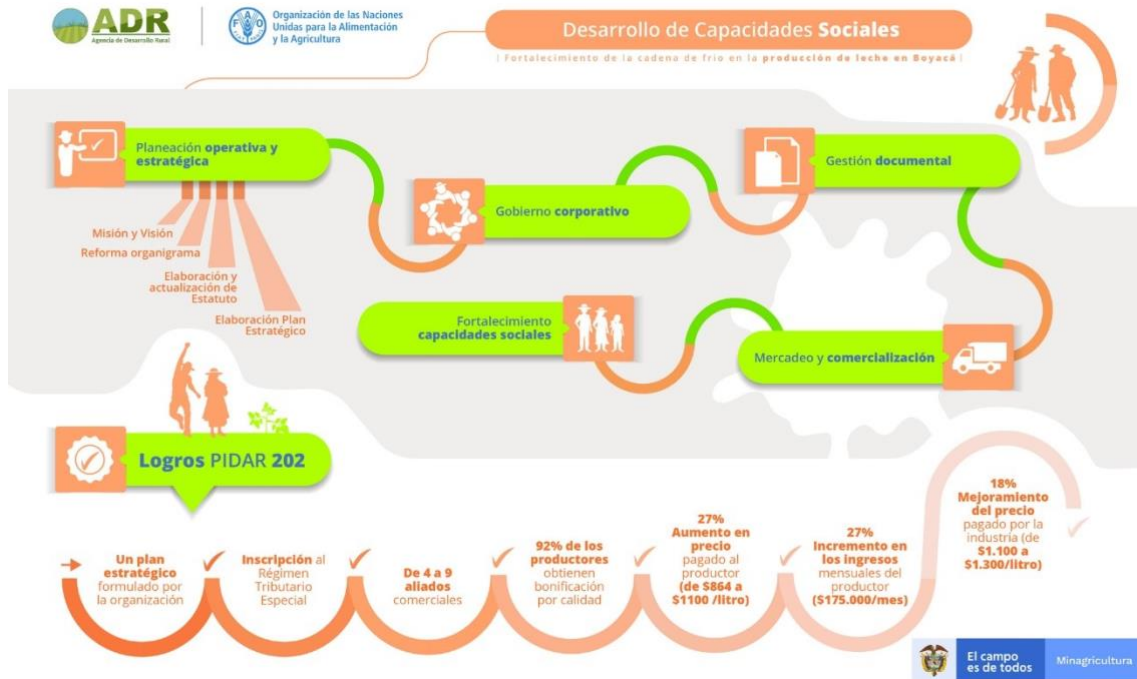 ADR
Agencia de Desarrollo Rural
FAO
Organización de las Naciones
Unidas para la Alimentación
y la Agricultura
Desarrollo de Capacidades Sociales
| Fortalecimiento de la cadena de frio en la producción de leche en Boyacá |
Planeación operativa y
estratégica
Misión y Visión
Reforma organigrama
Elaboración y
actualización de
Estatuto
Elaboración Plan
Estratégico
Gobierno corporativo
Gestión documental
Mercadeo y comercialización
Fortalecimiento
capacidades sociales
Logros PIDAR 202
Un plan
estratégico
formulado por
la organización
Inscripción al
Régimen
Tributario
Especial
De 4 a 9
aliados
comerciales
92% de los
productores
obtienen
bonificación
por calidad
27%
Aumento en
precio
pagado al
productor
(de $864 a
$1100 /litro)
27%
Incremento en
los ingresos
mensuales del
productor
($175.000/mes)
18%
Mejoramiento
del precio
pagado por la
industria (de
$1.100 a
$1.300/litro)
El campo
es de todos
Minagricultura